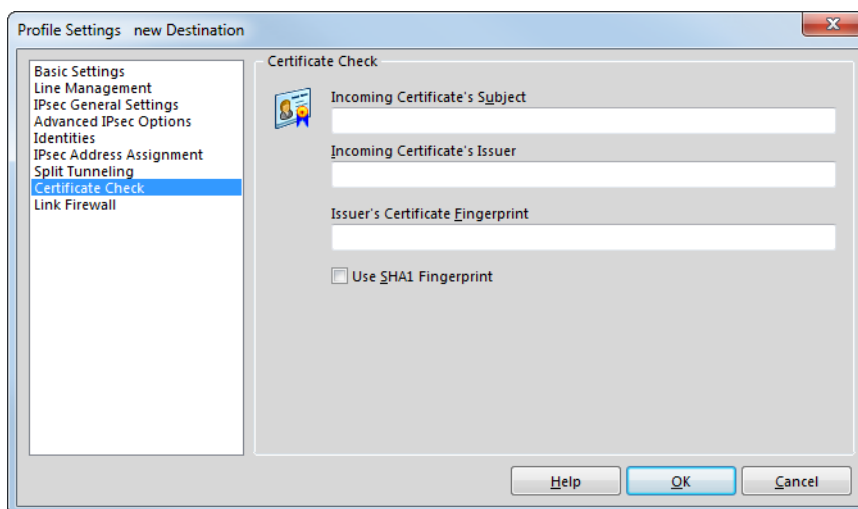 Profile Settings new Destination
Basic Settings
Line Management
IPsec General Settings
Advanced IPsec Options
Identities
IPsec Address Assignment
Split Tunneling
Certificate Check
Link Firewall
Certificate Check
Incoming Certificate's Subject
Incoming Certificate's Issuer
Issuer's Certificate Fingerprint
Use SHA1 Fingerprint
Help OK Cancel